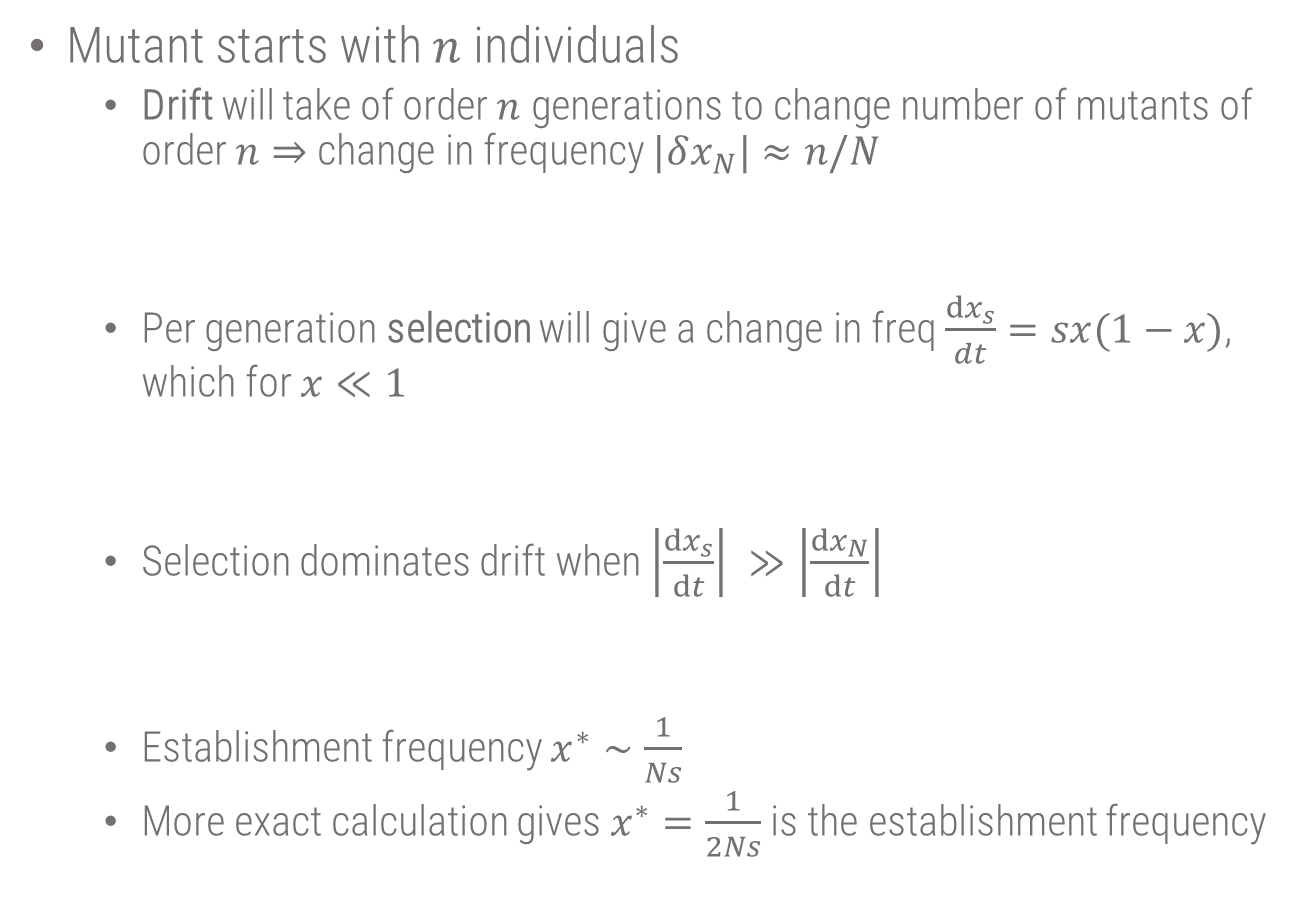 • Mutant starts with n individuals
• Drift will take of order n generations to change number of mutants of
order n ⇒ change in frequency |δx_N| ≈ n/N
• Per generation selection will give a change in freq dx_s/dt = sx(1 − x),
which for x ≪ 1
• Selection dominates drift when |dx_s/dt| ≫ |dx_N/dt|
• Establishment frequency x* ~ 1/Ns
• More exact calculation gives x* = 1/2Ns is the establishment frequency